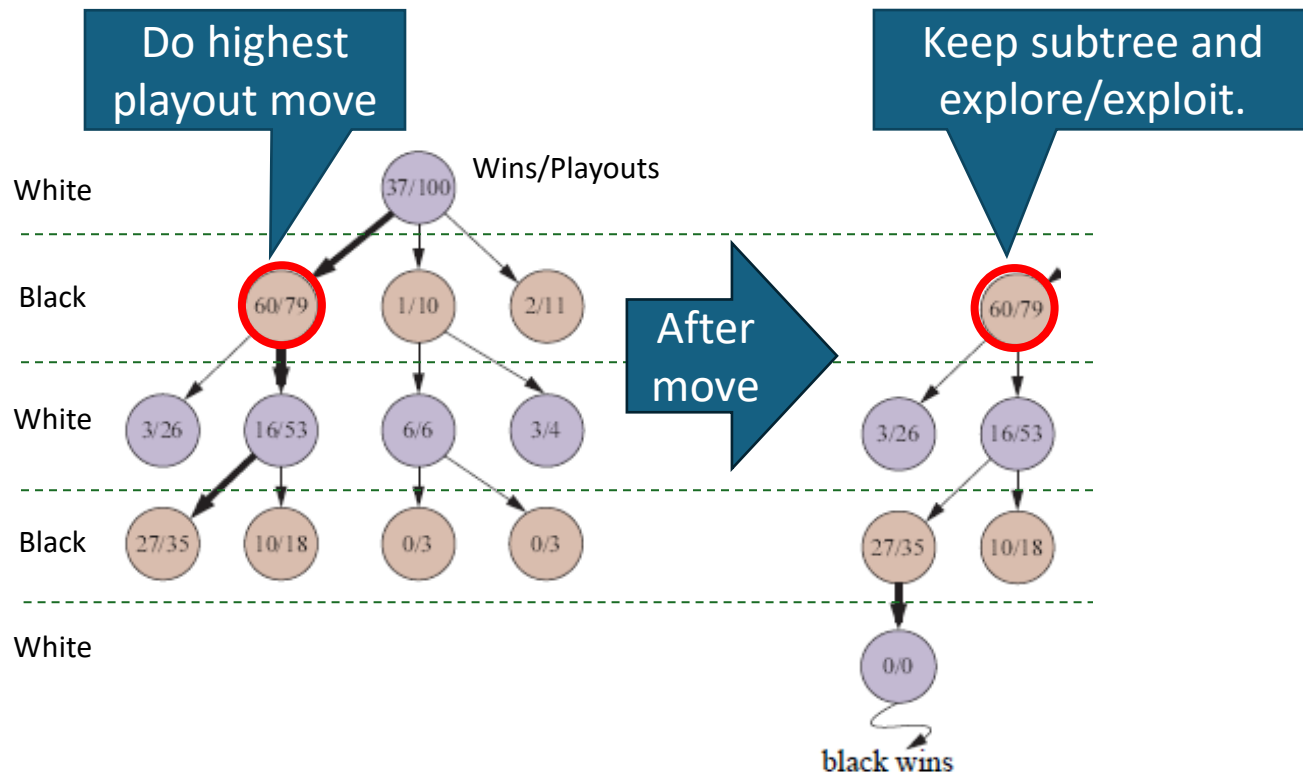 Do highest
playout move
Keep subtree and
explore/exploit.
Wins/Playouts
White
37/100
Black
60/79
1/10
2/11
After
move
60/79
White
3/26
16/53
6/6
3/4
3/26
16/53
Black
27/35
10/18
0/3
0/3
27/35
10/18
White
0/0
black wins